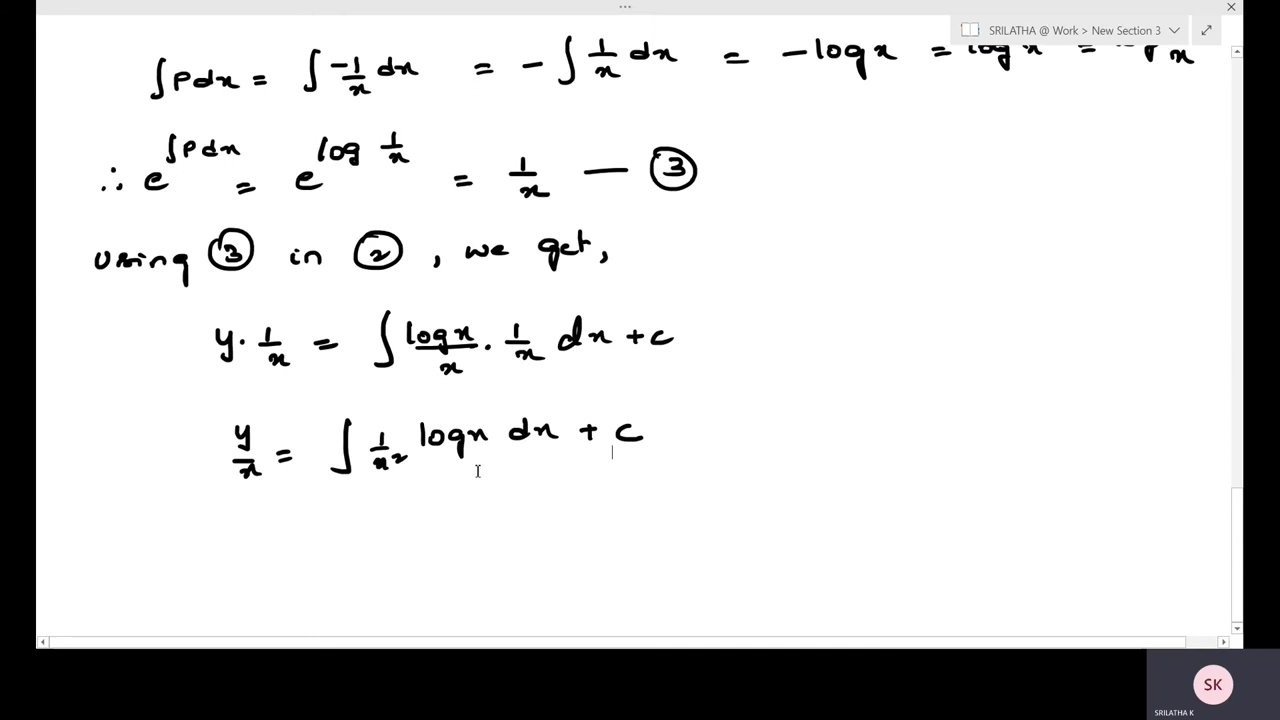 SRILATHA @ Work > New Section 3
∫Pdx = ∫ -1/x dx = - ∫ 1/x dx = -log x =
∴ e^∫Pdx = e^log 1/x = 1/x — ③
using ③ in ②, we get,
y · 1/x = ∫ log x/x · 1/x dx + c
y/x = ∫ 1/x² log x dx + c
SK
SRILATHA K